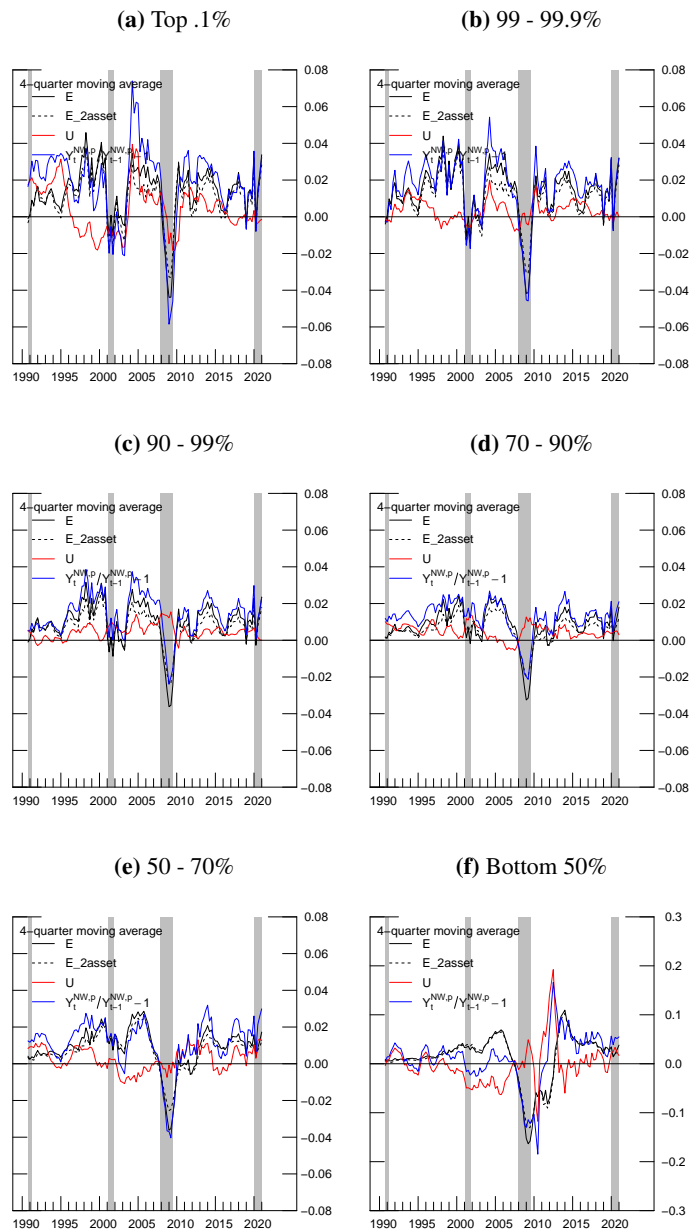 (a) Top .1%
4−quarter moving average
E
E_2asset
U
Y_t^{NW,p}/Y_{t−1}^{NW,p}−1
0.08
0.06
0.04
0.02
0.00
−0.02
−0.04
−0.06
−0.08
1990 1995 2000 2005 2010 2015 2020
(b) 99 - 99.9%
4−quarter moving average
E
E_2asset
U
Y_t^{NW,p}/Y_{t−1}^{NW,p}−1
0.08
0.06
0.04
0.02
0.00
−0.02
−0.04
−0.06
−0.08
1990 1995 2000 2005 2010 2015 2020
(c) 90 - 99%
4−quarter moving average
E
E_2asset
U
Y_t^{NW,p}/Y_{t−1}^{NW,p}−1
0.08
0.06
0.04
0.02
0.00
−0.02
−0.04
−0.06
−0.08
1990 1995 2000 2005 2010 2015 2020
(d) 70 - 90%
4−quarter moving average
E
E_2asset
U
Y_t^{NW,p}/Y_{t−1}^{NW,p}−1
0.08
0.06
0.04
0.02
0.00
−0.02
−0.04
−0.06
−0.08
1990 1995 2000 2005 2010 2015 2020
(e) 50 - 70%
4−quarter moving average
E
E_2asset
U
Y_t^{NW,p}/Y_{t−1}^{NW,p}−1
0.08
0.06
0.04
0.02
0.00
−0.02
−0.04
−0.06
−0.08
1990 1995 2000 2005 2010 2015 2020
(f) Bottom 50%
4−quarter moving average
E
E_2asset
U
Y_t^{NW,p}/Y_{t−1}^{NW,p}−1
0.3
0.2
0.1
0.0
−0.1
−0.2
−0.3
1990 1995 2000 2005 2010 2015 2020